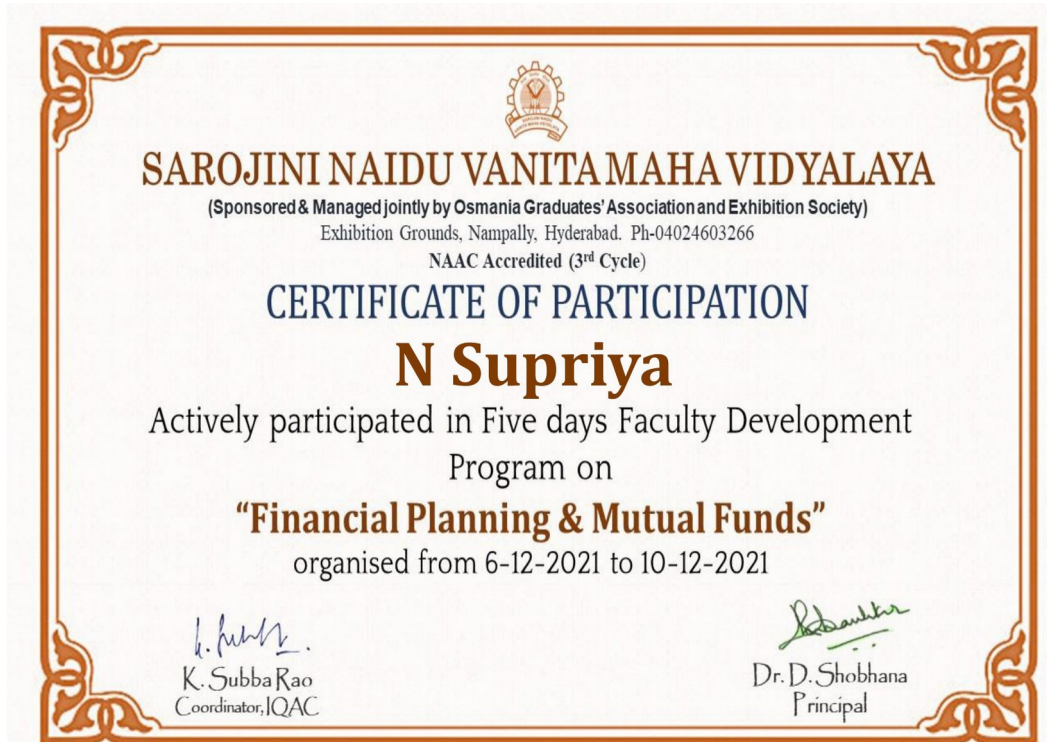 SAROJINI NAIDU VANITA MAHA VIDYALAYA
(Sponsored & Managed jointly by Osmania Graduates' Association and Exhibition Society)
Exhibition Grounds, Nampally, Hyderabad. Ph-04024603266
NAAC Accredited (3rd Cycle)
CERTIFICATE OF PARTICIPATION
N Supriya
Actively participated in Five days Faculty Development
Program on
“Financial Planning & Mutual Funds”
organised from 6-12-2021 to 10-12-2021
K. Subba Rao
Coordinator, IQAC
Dr. D. Shobhana
Principal